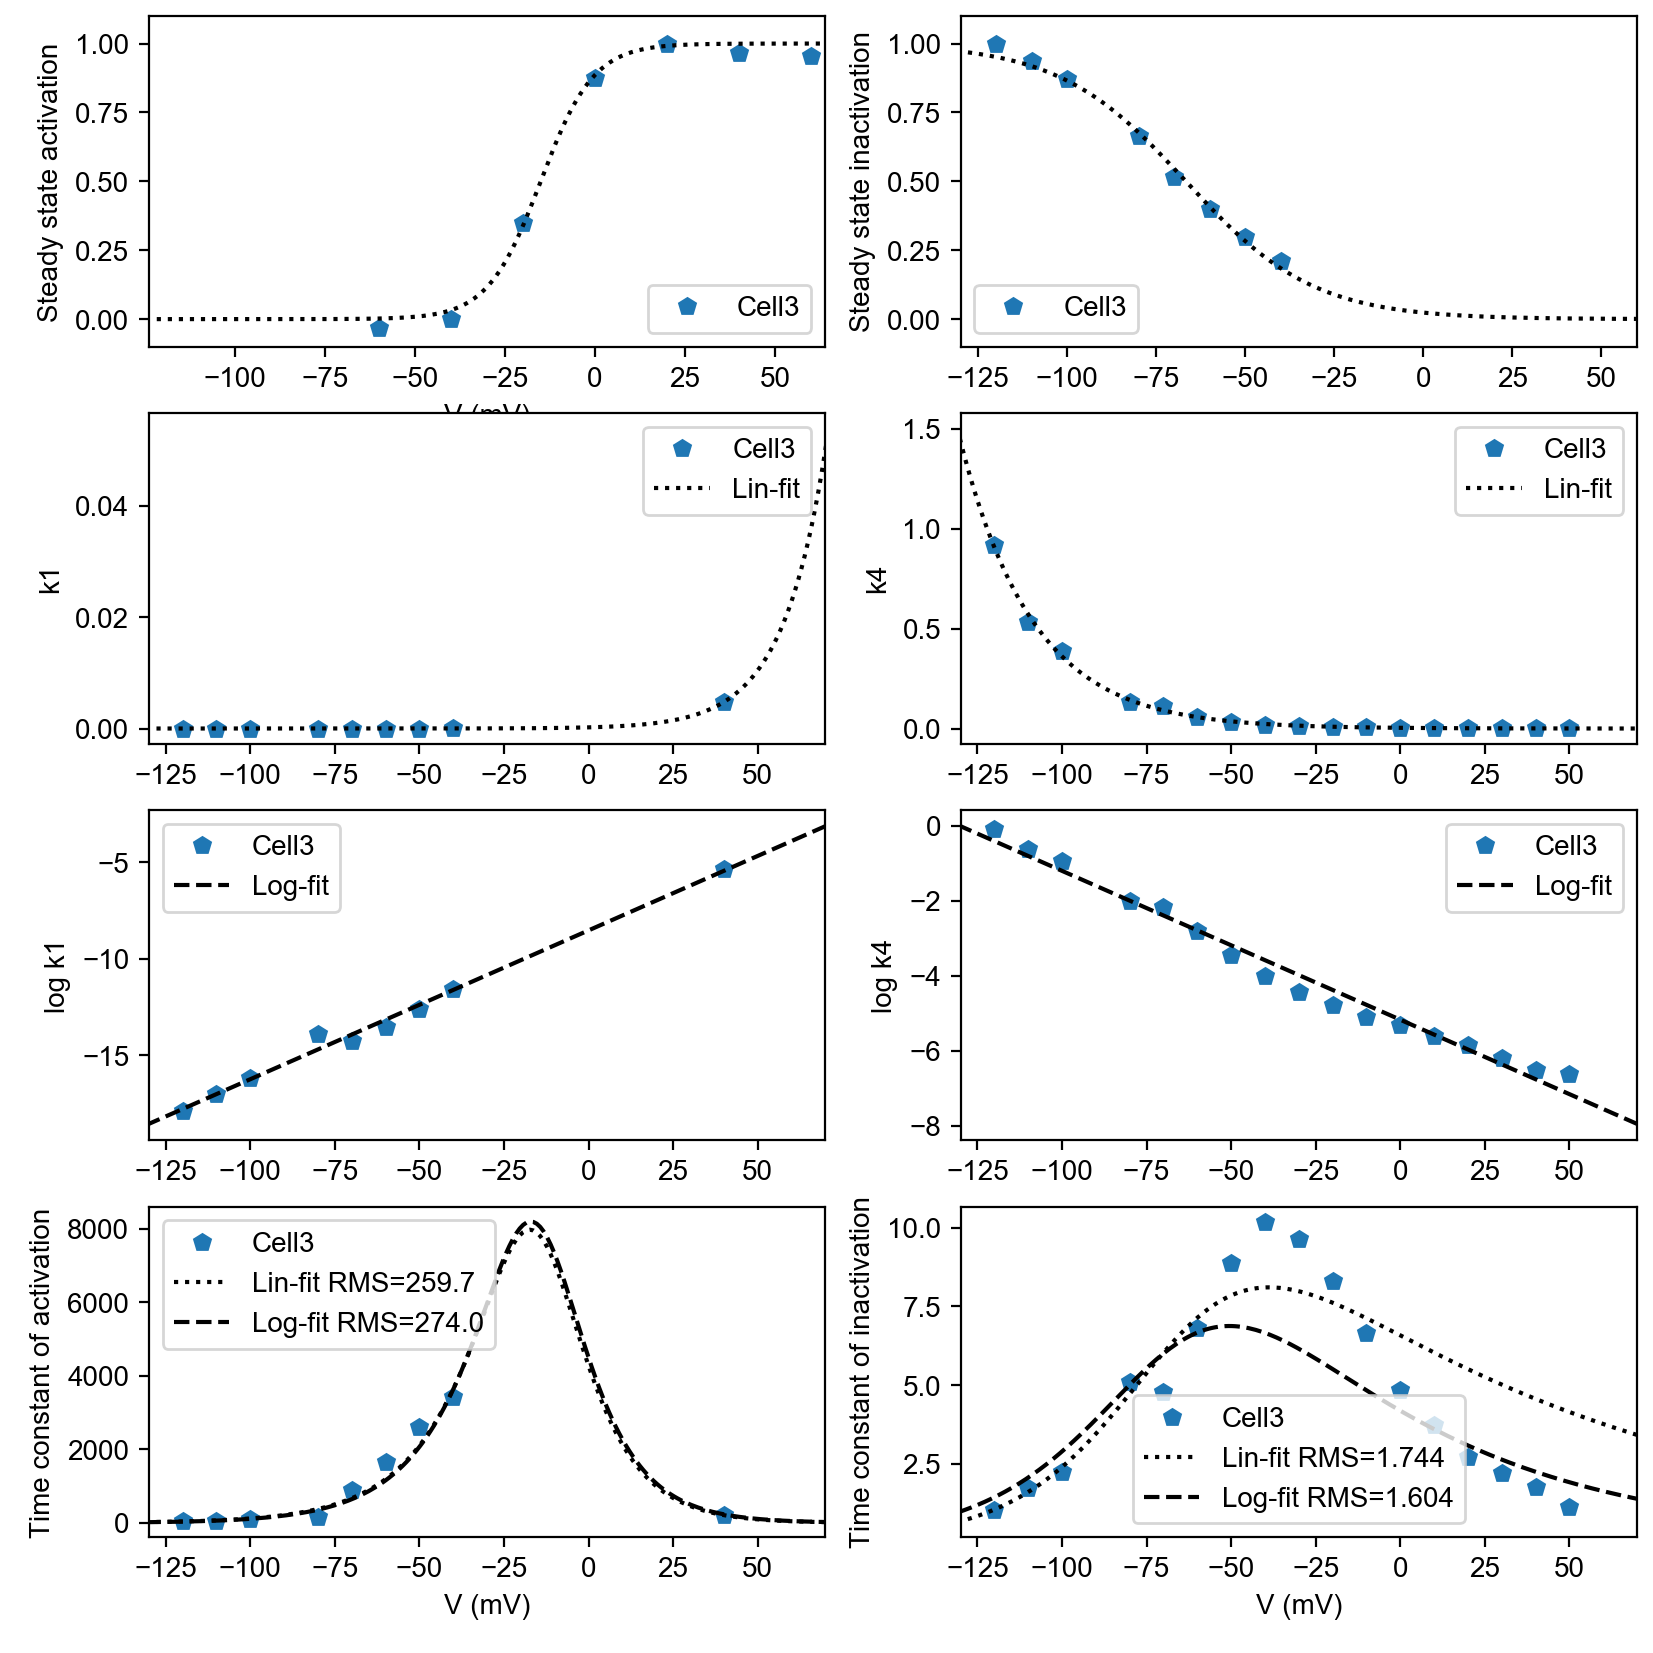 Steady state activation
1.00
0.75
0.50
0.25
0.00
Cell3
−100 −75 −50 −25 0 25 50
V (mV)
Steady state inactivation
1.00
0.75
0.50
0.25
0.00
Cell3
−125 −100 −75 −50 −25 0 25 50
k1
0.04
0.02
0.00
Cell3
Lin-fit
−125 −100 −75 −50 −25 0 25 50
k4
1.5
1.0
0.5
0.0
Cell3
Lin-fit
−125 −100 −75 −50 −25 0 25 50
log k1
−5
−10
−15
Cell3
Log-fit
−125 −100 −75 −50 −25 0 25 50
log k4
0
−2
−4
−6
−8
Cell3
Log-fit
−125 −100 −75 −50 −25 0 25 50
Time constant of activation
8000
6000
4000
2000
0
Cell3
Lin-fit RMS=259.7
Log-fit RMS=274.0
−125 −100 −75 −50 −25 0 25 50
V (mV)
Time constant of inactivation
10.0
7.5
5.0
2.5
Cell3
Lin-fit RMS=1.744
Log-fit RMS=1.604
−125 −100 −75 −50 −25 0 25 50
V (mV)